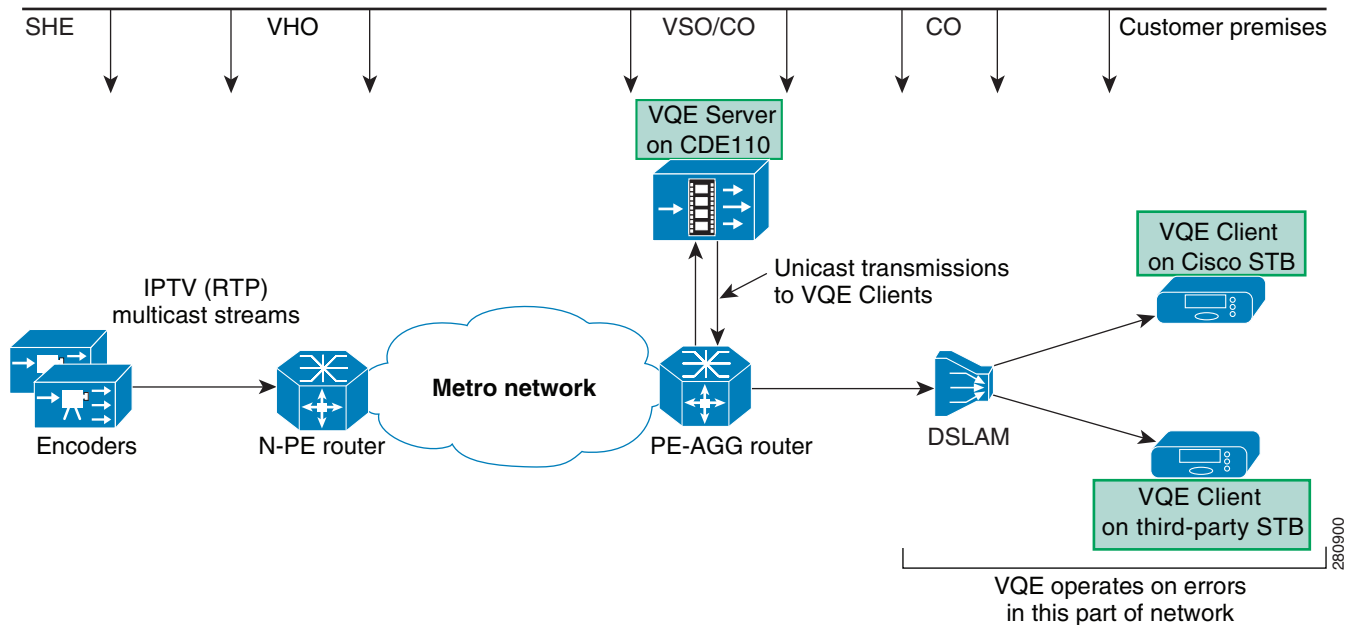 SHE
VHO
VSO/CO
CO
Customer premises
VQE Server
on CDE110
VQE Client
on Cisco STB
Unicast transmissions
to VQE Clients
IPTV (RTP)
multicast streams
Metro network
Encoders
N-PE router
PE-AGG router
DSLAM
VQE Client
on third-party STB
280900
VQE operates on errors
in this part of network